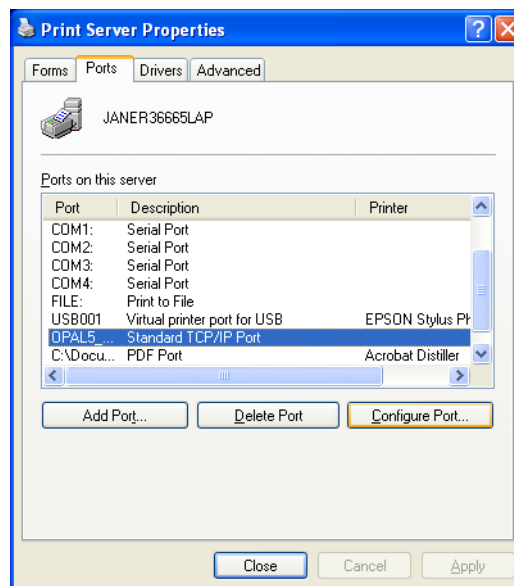 Print Server Properties
Forms Ports Drivers Advanced
JANER36665LAP
Ports on this server
Port Description Printer
COM1: Serial Port
COM2: Serial Port
COM3: Serial Port
COM4: Serial Port
FILE: Print to File
USB001 Virtual printer port for USB EPSON Stylus Ph
OPAL5_... Standard TCP/IP Port
C:\Docu... PDF Port Acrobat Distiller
Add Port... Delete Port Configure Port...
Close Cancel Apply